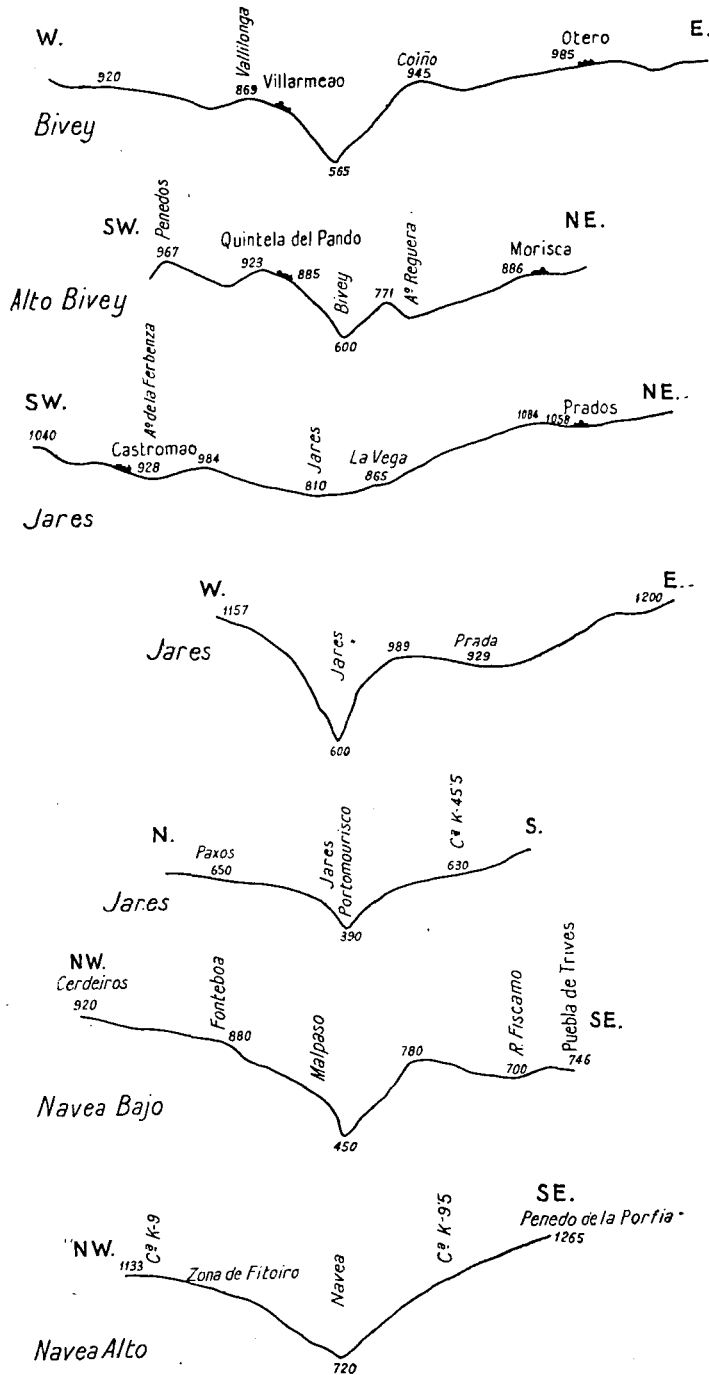 W.
E.
920
Vallilonga
869
Villarmeao
Coiño
945
Otero
985
Bivey
565
SW.
NE.
Penedos
967
Quintela del Pando
923
885
Bivey
771
Aº Reguera
Morisca
886
Alto Bivey
600
SW.
NE..
1040
Castromao
Aº de la Ferbenza
928
984
Jares
810
La Vega
865
1084
1058
Prados
Jares
W.
E..
1157
Jares
989
Prada
929
1200
Jares
600
N.
S.
Paxos
650
Jares
Portomourisco
Cª K-45'5
630
Jares
390
NW.
SE.
Cerdeiros
920
Fonteboa
880
Malpaso
780
R. Fiscamo
700
Puebla de Trives
746
Navea Bajo
450
NW.
SE.
1133
Cª K-9
Zona de Fitoiro
Navea
Cª K-9'5
Penedo de la Porfia
1265
Navea Alto
720